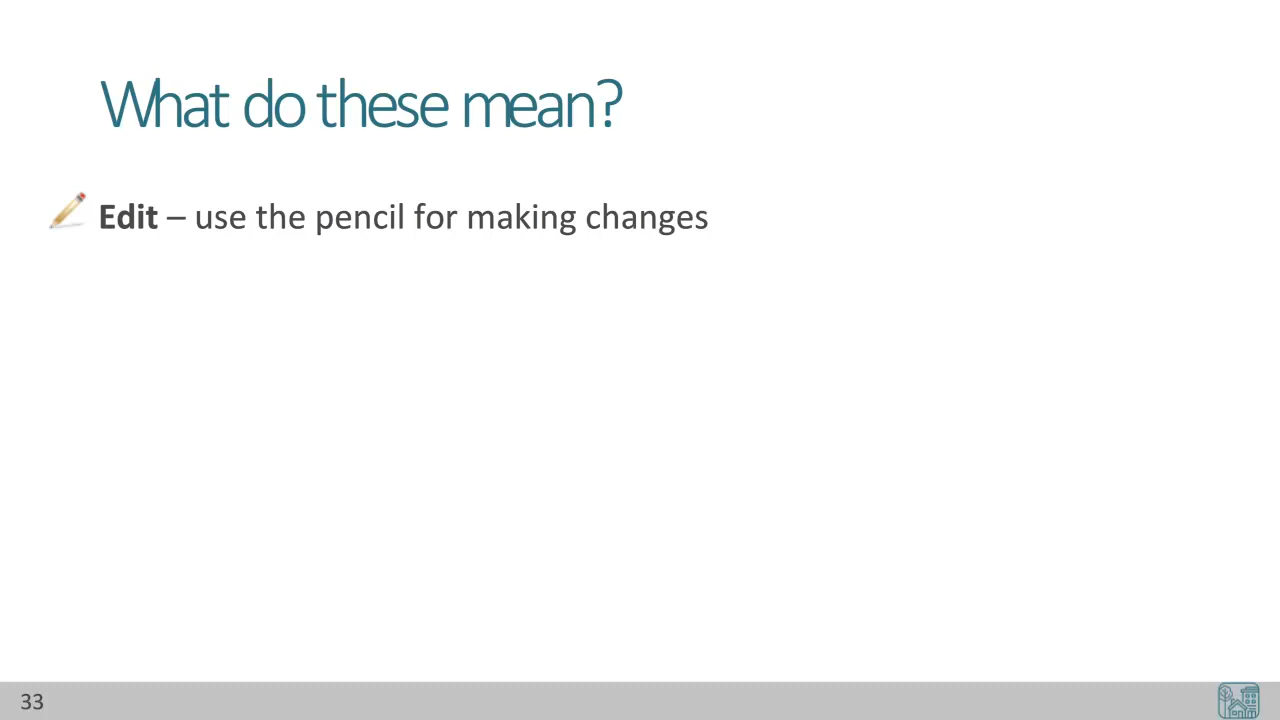 What do these mean?
Edit – use the pencil for making changes
33